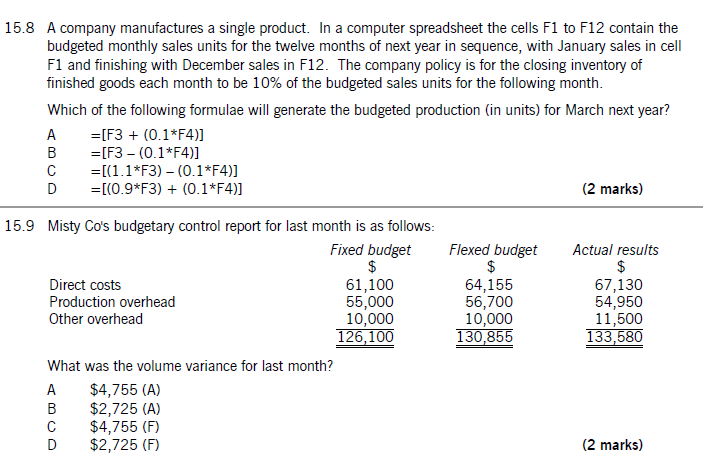 15.8 A company manufactures a single product. In a computer spreadsheet the cells F1 to F12 contain the
budgeted monthly sales units for the twelve months of next year in sequence, with January sales in cell
F1 and finishing with December sales in F12. The company policy is for the closing inventory of
finished goods each month to be 10% of the budgeted sales units for the following month.
Which of the following formulae will generate the budgeted production (in units) for March next year?
A =[F3 + (0.1*F4)]
B =[F3 – (0.1*F4)]
C =[(1.1*F3) – (0.1*F4)]
D =[(0.9*F3) + (0.1*F4)] (2 marks)
15.9 Misty Co's budgetary control report for last month is as follows:
Fixed budget Flexed budget Actual results
$ $ $
Direct costs 61,100 64,155 67,130
Production overhead 55,000 56,700 54,950
Other overhead 10,000 10,000 11,500
126,100 130,855 133,580
What was the volume variance for last month?
A $4,755 (A)
B $2,725 (A)
C $4,755 (F)
D $2,725 (F) (2 marks)